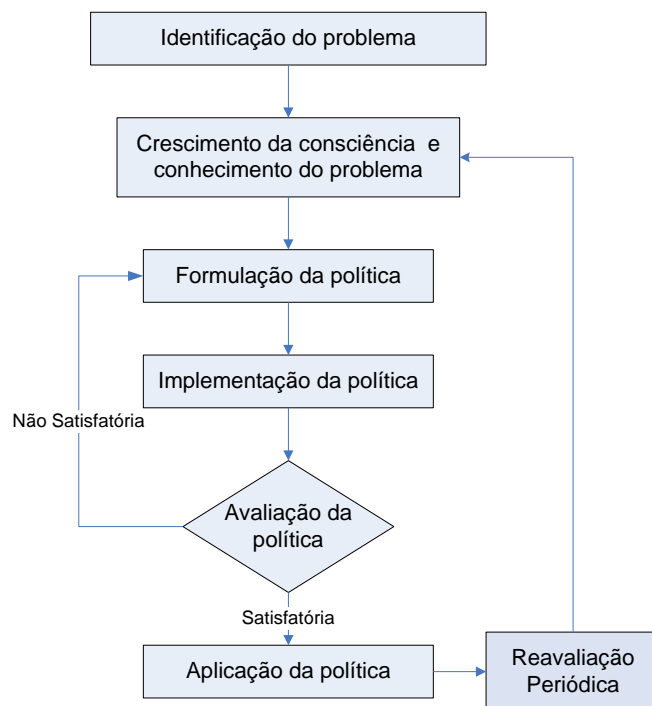 Identificação do problema
Crescimento da consciência e
conhecimento do problema
Formulação da política
Implementação da política
Não Satisfatória
Avaliação da
política
Satisfatória
Aplicação da política
Reavaliação
Periódica